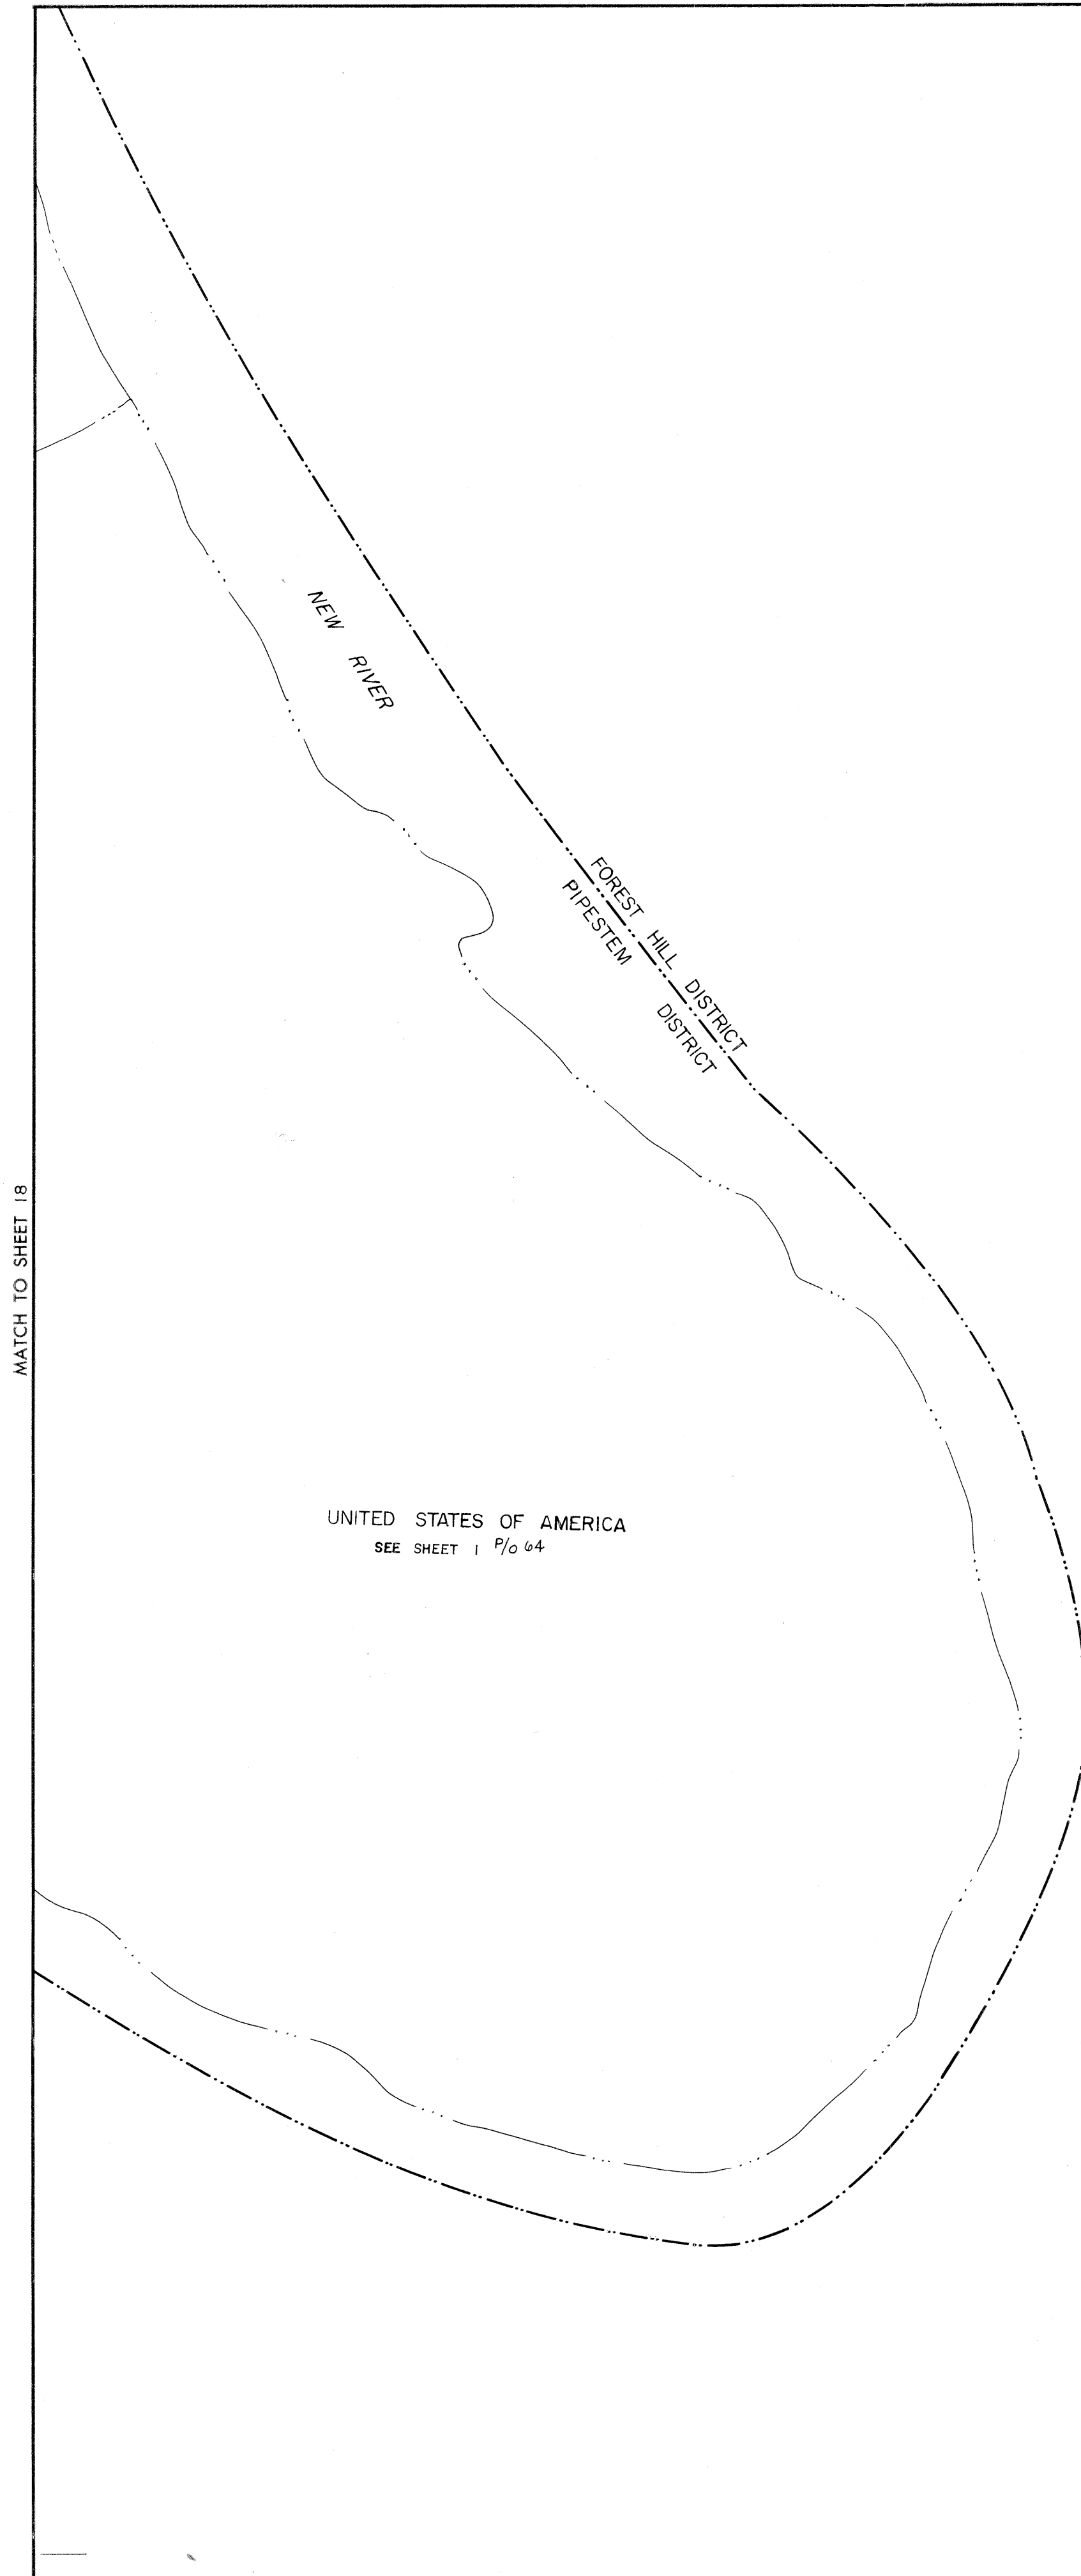 NEW RIVER
FOREST HILL DISTRICT
PIPESTEM DISTRICT
MATCH TO SHEET 18
UNITED STATES OF AMERICA
SEE SHEET 1 P/O 64